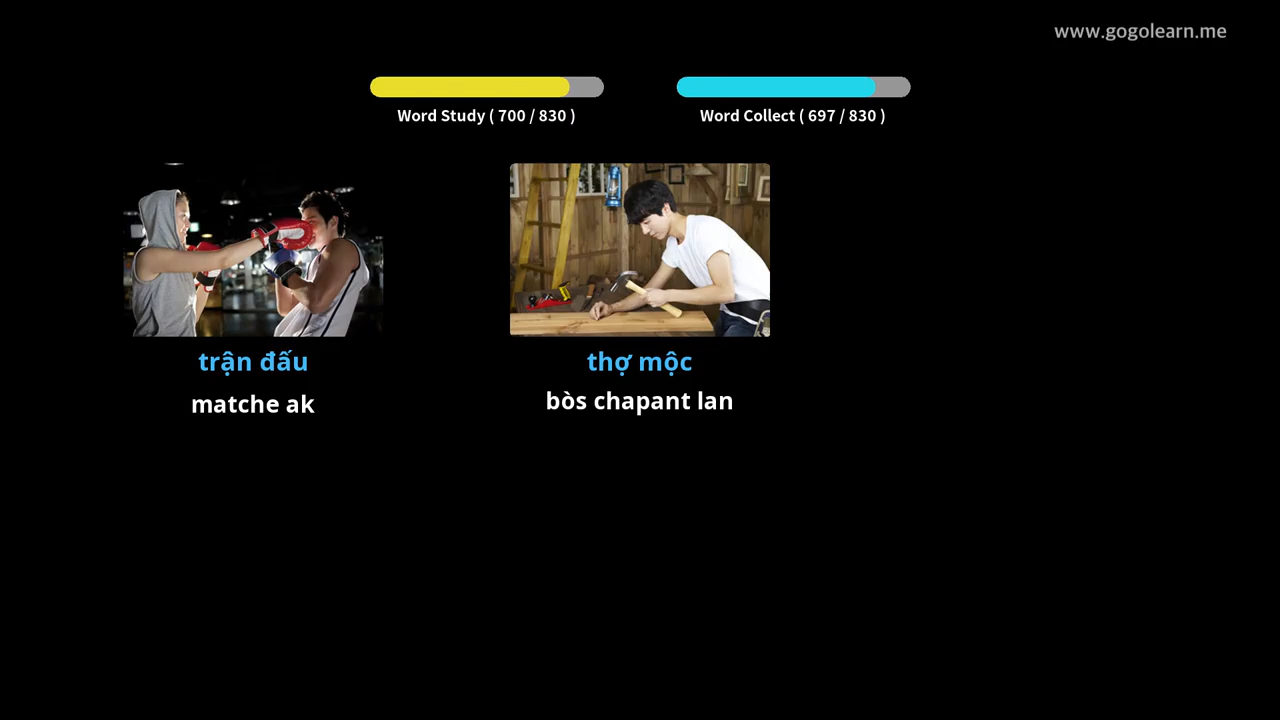 www.gogolearn.me
Word Study ( 700 / 830 )
Word Collect ( 697 / 830 )
trận đấu
matche ak
thợ mộc
bòs chapant lan